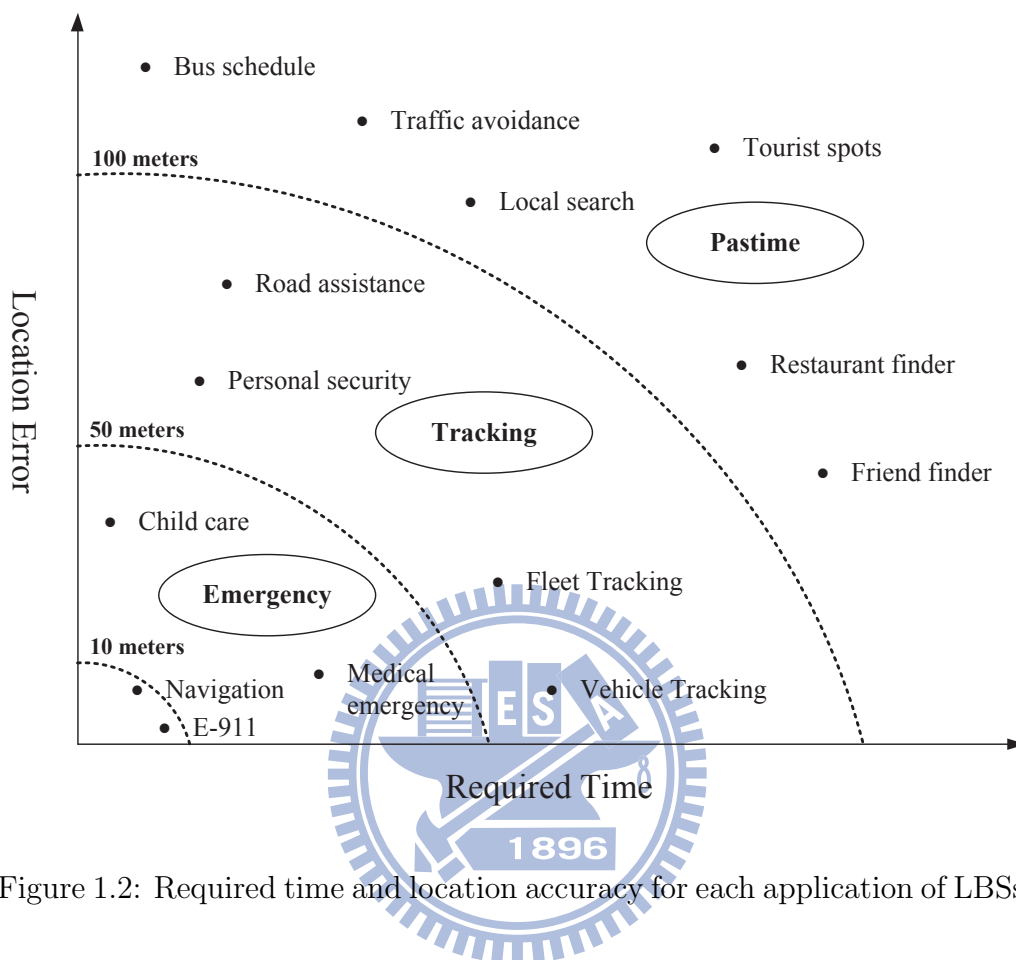 Bus schedule
Traffic avoidance
Tourist spots
100 meters
Local search
Pastime
Road assistance
Location Error
Restaurant finder
Personal security
50 meters
Tracking
Friend finder
Child care
Fleet Tracking
Emergency
10 meters
Medical
emergency
Navigation
Vehicle Tracking
E-911
E S A
Required Time
1896
Figure 1.2: Required time and location accuracy for each application of LBSs